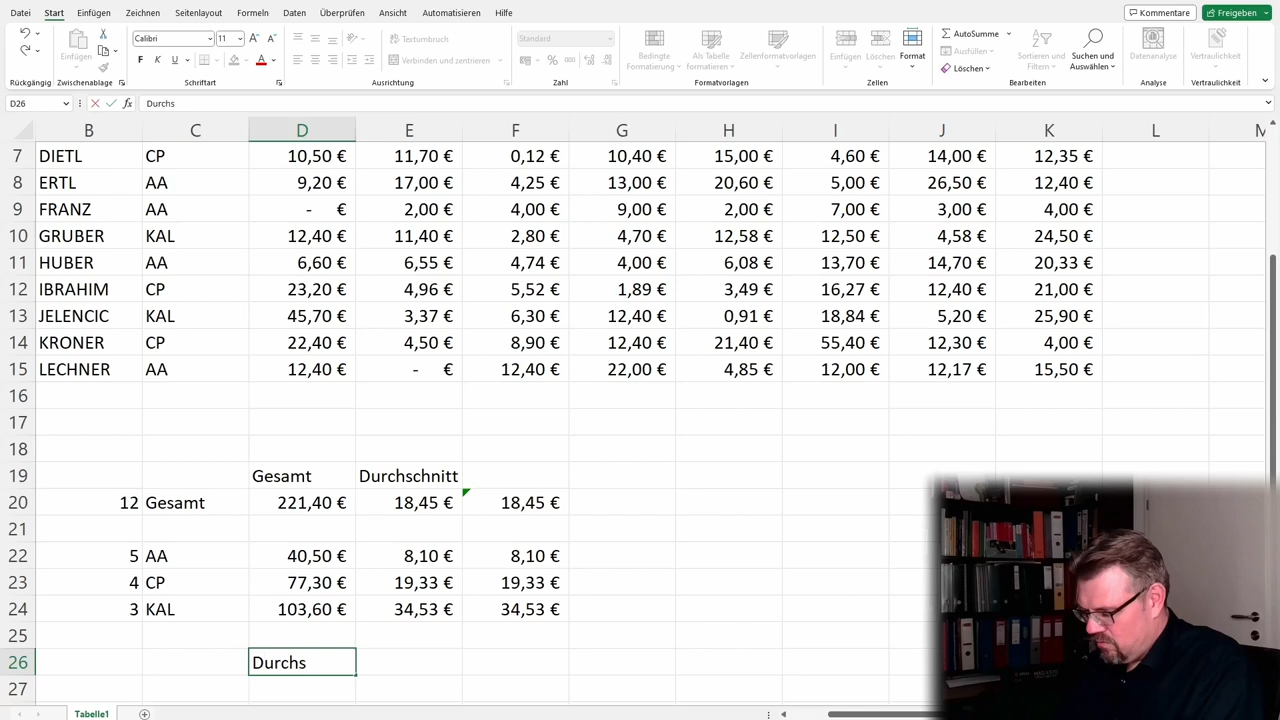 Datei Start Einfügen Zeichnen Seitenlayout Formeln Daten Überprüfen Ansicht Automatisieren Hilfe Kommentare Freigeben
Calibri 11 Textumbruch Standard AutoSumme
Einfügen Verbinden und zentrieren Bedingte Formatierung Als Tabelle formatieren Zellenformatvorlagen Einfügen Löschen Format Ausfüllen Löschen Sortieren und Filtern Suchen und Auswählen Datenanalyse Vertraulichkeit
Rückgängig Zwischenablage Schriftart Ausrichtung Zahl Formatvorlagen Zellen Bearbeiten Analyse Vertraulichkeit
D26 Durchs
B C D E F G H I J K L M
7 DIETL CP 10,50 € 11,70 € 0,12 € 10,40 € 15,00 € 4,60 € 14,00 € 12,35 €
8 ERTL AA 9,20 € 17,00 € 4,25 € 13,00 € 20,60 € 5,00 € 26,50 € 12,40 €
9 FRANZ AA - € 2,00 € 4,00 € 9,00 € 2,00 € 7,00 € 3,00 € 4,00 €
10 GRUBER KAL 12,40 € 11,40 € 2,80 € 4,70 € 12,58 € 12,50 € 4,58 € 24,50 €
11 HUBER AA 6,60 € 6,55 € 4,74 € 4,00 € 6,08 € 13,70 € 14,70 € 20,33 €
12 IBRAHIM CP 23,20 € 4,96 € 5,52 € 1,89 € 3,49 € 16,27 € 12,40 € 21,00 €
13 JELENCIC KAL 45,70 € 3,37 € 6,30 € 12,40 € 0,91 € 18,84 € 5,20 € 25,90 €
14 KRONER CP 22,40 € 4,50 € 8,90 € 12,40 € 21,40 € 55,40 € 12,30 € 4,00 €
15 LECHNER AA 12,40 € - € 12,40 € 22,00 € 4,85 € 12,00 € 12,17 € 15,50 €
16
17
18
19 Gesamt Durchschnitt
20 12 Gesamt 221,40 € 18,45 € 18,45 €
21
22 5 AA 40,50 € 8,10 € 8,10 €
23 4 CP 77,30 € 19,33 € 19,33 €
24 3 KAL 103,60 € 34,53 € 34,53 €
25
26 Durchs
27
Tabelle1